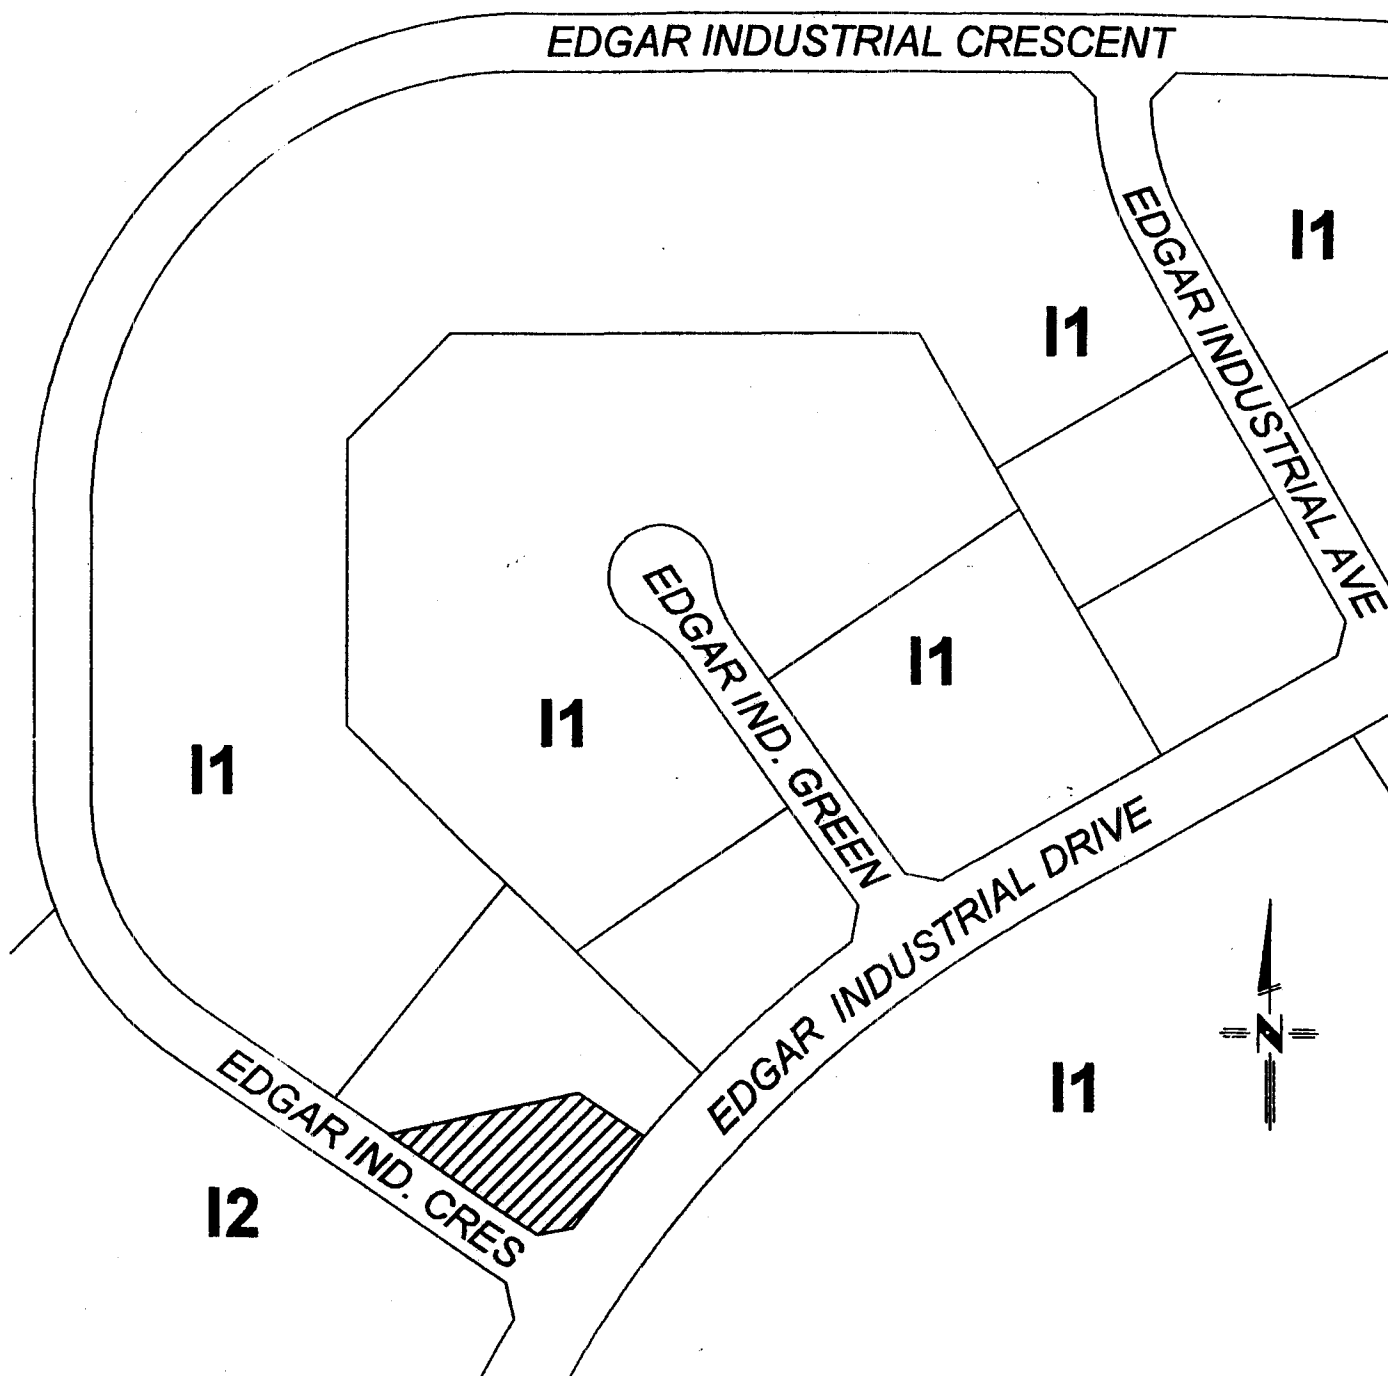 EDGAR INDUSTRIAL CRESCENT
I1
EDGAR INDUSTRIAL AVE
I1
I1
EDGAR IND. GREEN
I1
I1
EDGAR INDUSTRIAL DRIVE
N
I1
EDGAR IND. CRES
I2